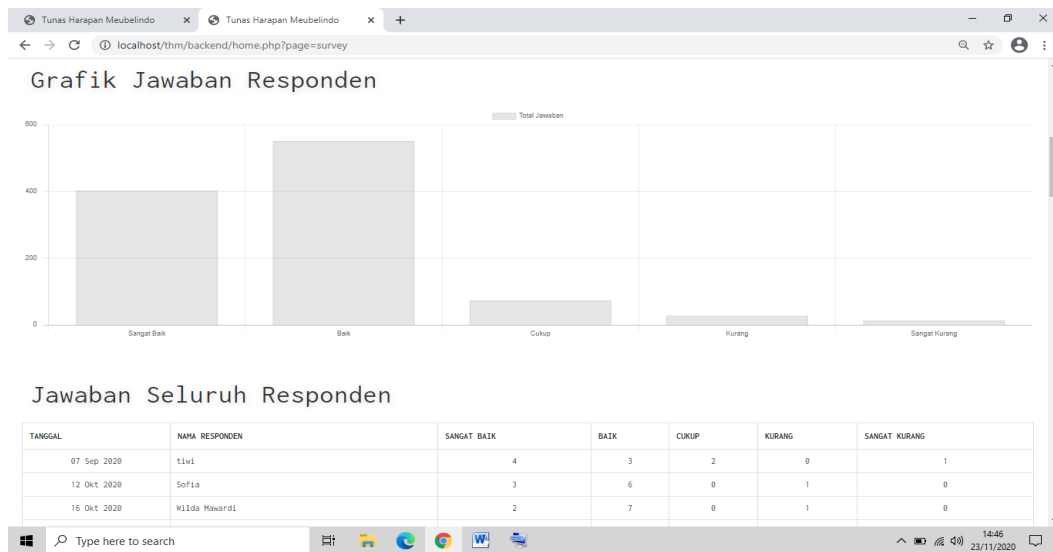 Tunas Harapan Meubelindo
Tunas Harapan Meubelindo
localhost/thm/backend/home.php?page=survey
Grafik Jawaban Responden
Total Jawaban
600
400
200
0
Sangat Baik Baik Cukup Kurang Sangat Kurang
Jawaban Seluruh Responden
TANGGAL NAMA RESPONDEN SANGAT BAIK BAIK CUKUP KURANG SANGAT KURANG
07 Sep 2020 tiwi 4 3 2 0 1
12 Okt 2020 Sofia 3 6 0 1 0
16 Okt 2020 Wilda Mawardi 2 7 0 1 0
Type here to search
14:46
23/11/2020